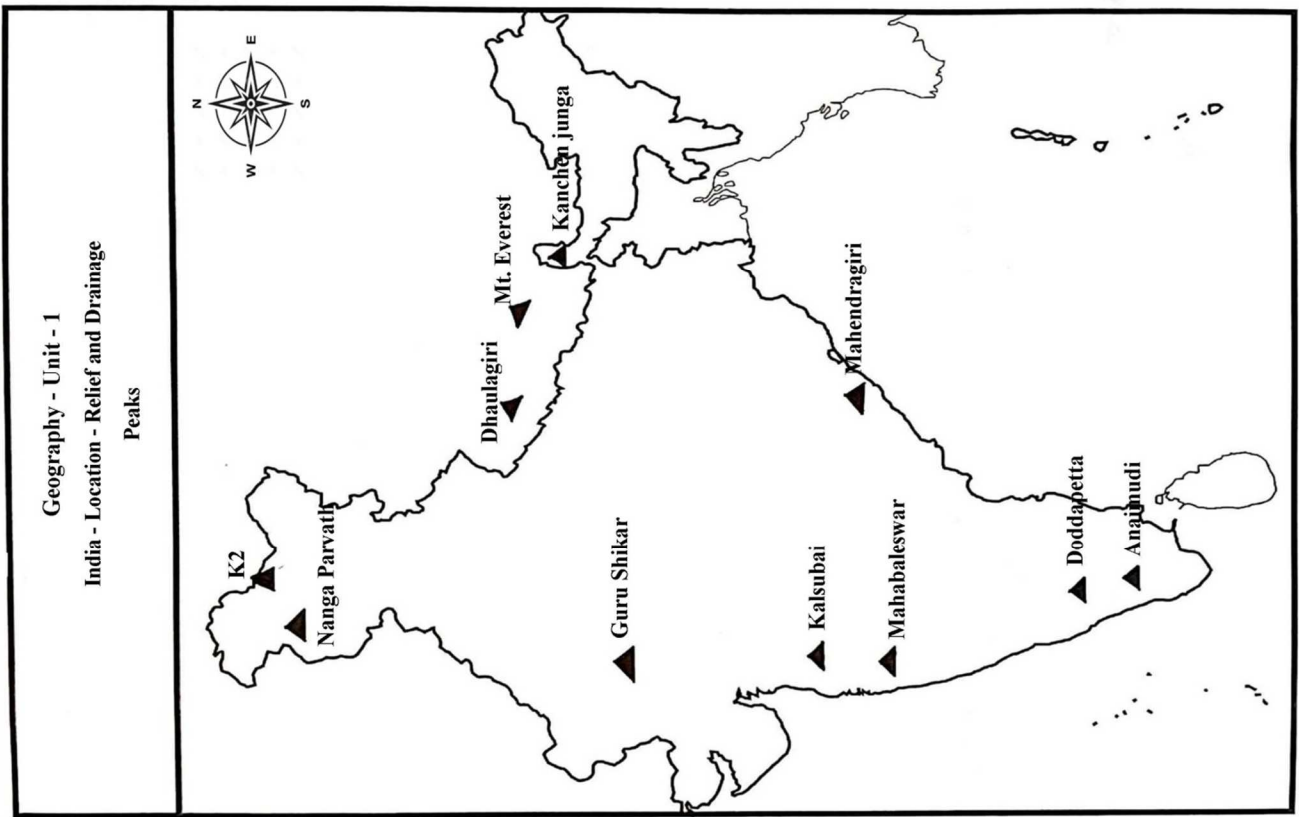 Geography - Unit - 1
India - Location - Relief and Drainage
Peaks
N
E
S
W
K2
Nanga Parvath
Dhaulagiri
Mt. Everest
Kanchen junga
Guru Shikar
Kalsubai
Mahabaleswar
Mahendragiri
Doddapetta
Anaimudi